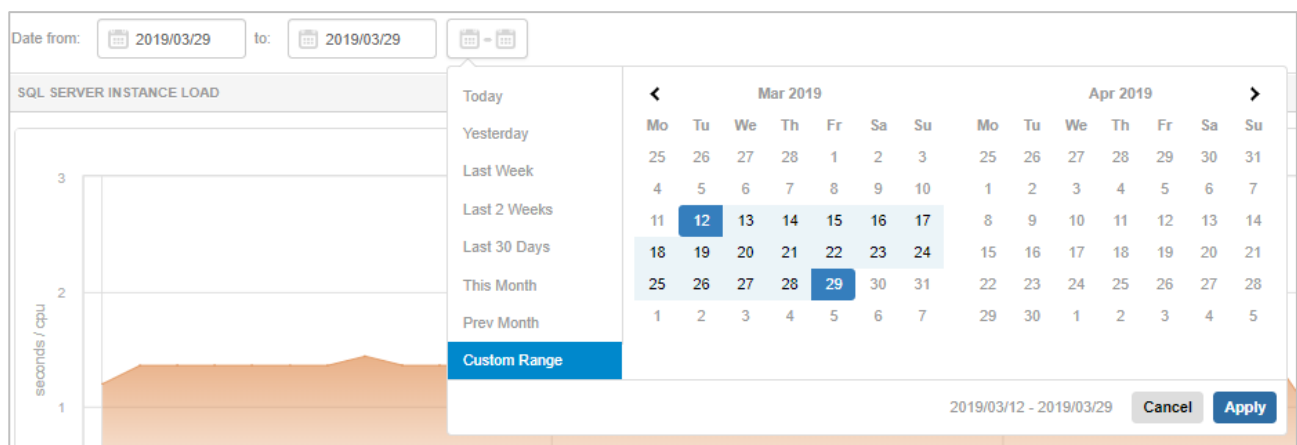 Date from: 2019/03/29 to: 2019/03/29 -
SQL SERVER INSTANCE LOAD
3
2
1
seconds / cpu
Today
Yesterday
Last Week
Last 2 Weeks
Last 30 Days
This Month
Prev Month
Custom Range
Mar 2019
Mo Tu We Th Fr Sa Su
25 26 27 28 1 2 3
4 5 6 7 8 9 10
11 12 13 14 15 16 17
18 19 20 21 22 23 24
25 26 27 28 29 30 31
1 2 3 4 5 6 7
Apr 2019
Mo Tu We Th Fr Sa Su
25 26 27 28 29 30 31
1 2 3 4 5 6 7
8 9 10 11 12 13 14
15 16 17 18 19 20 21
22 23 24 25 26 27 28
29 30 1 2 3 4 5
2019/03/12 - 2019/03/29 Cancel Apply